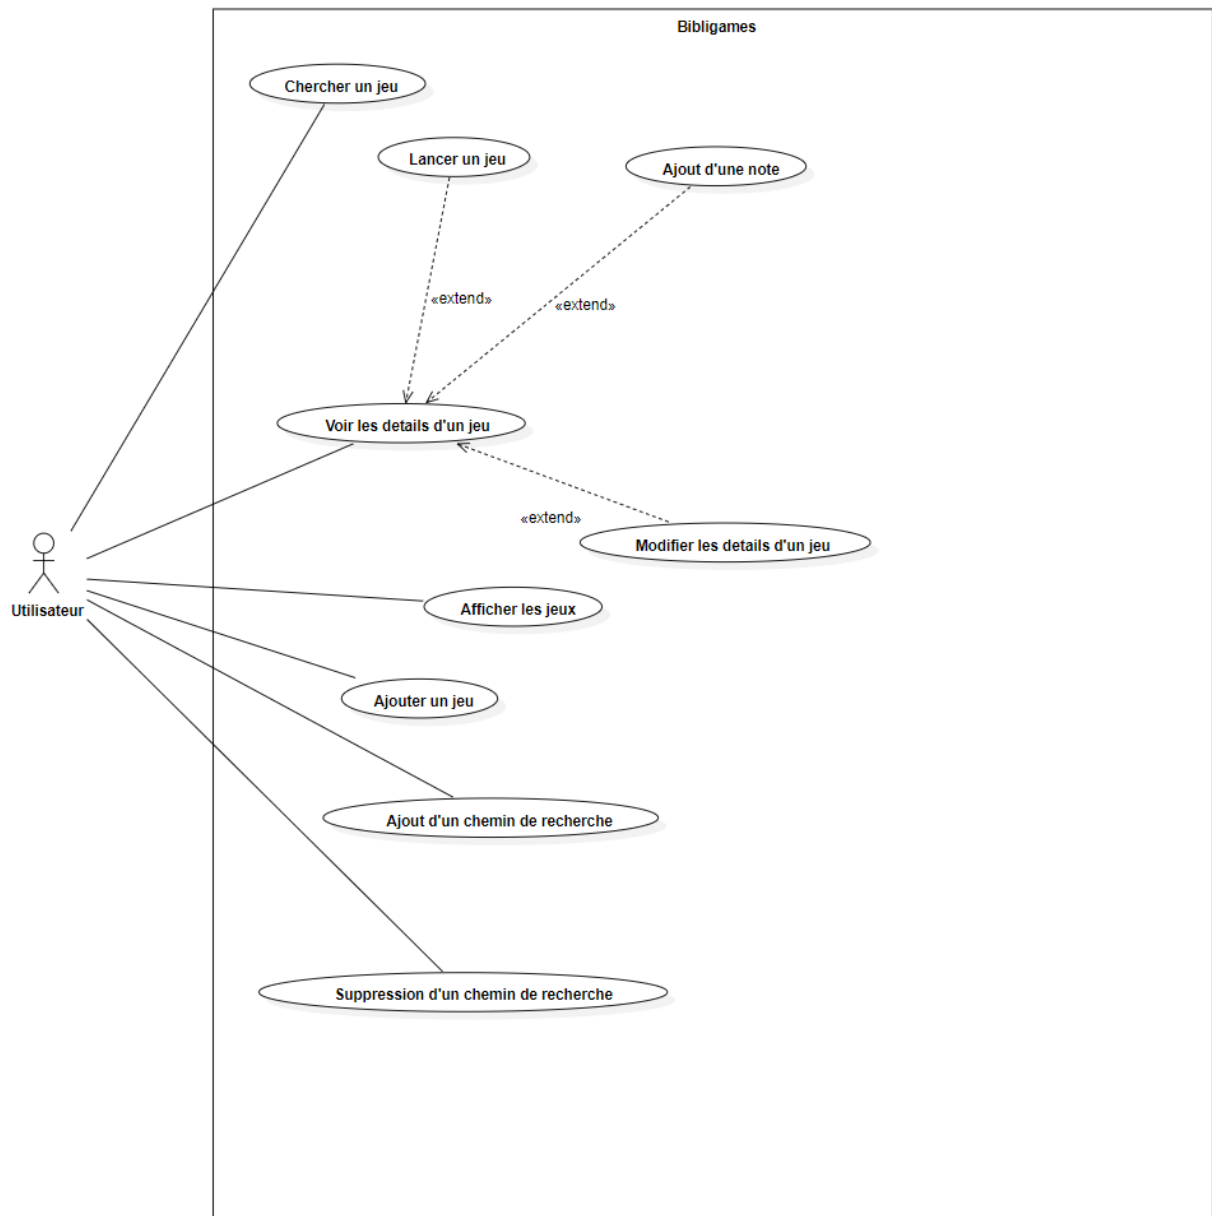 Bibligames
Chercher un jeu
Lancer un jeu
Ajout d'une note
«extend»
«extend»
Voir les details d'un jeu
«extend»
Modifier les details d'un jeu
Utilisateur
Afficher les jeux
Ajouter un jeu
Ajout d'un chemin de recherche
Suppression d'un chemin de recherche